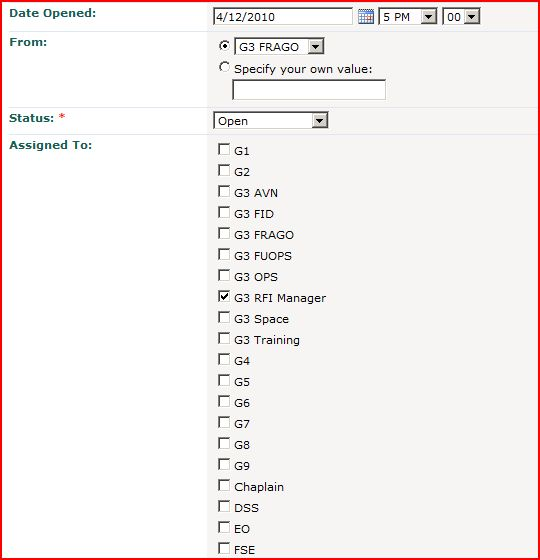 Date Opened: 4/12/2010 5 PM 00
From: G3 FRAGO
Specify your own value:
Status: * Open
Assigned To:
G1
G2
G3 AVN
G3 FID
G3 FRAGO
G3 FUOPS
G3 OPS
G3 RFI Manager
G3 Space
G3 Training
G4
G5
G6
G7
G8
G9
Chaplain
DSS
EO
FSE